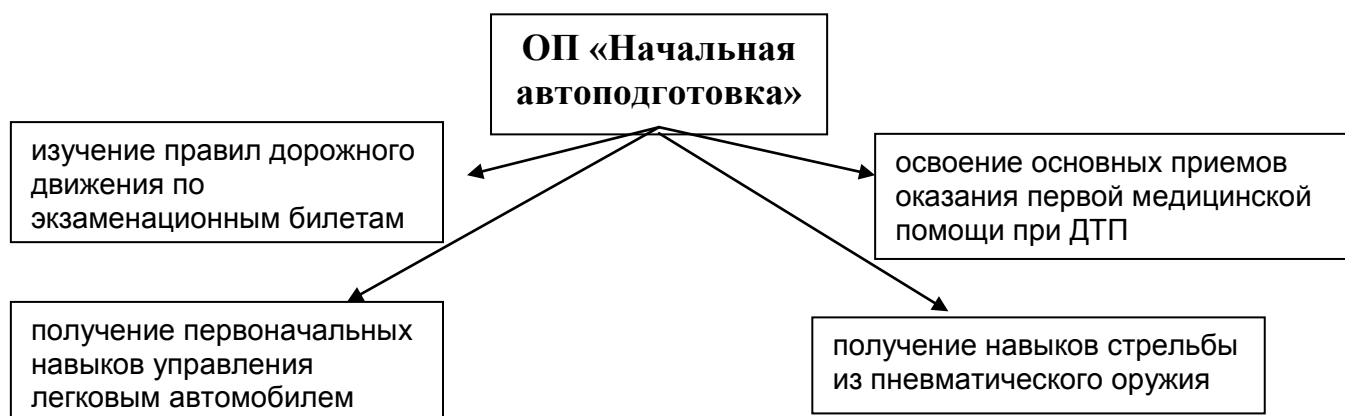 ОП «Начальная
автоподготовка»
изучение правил дорожного
движения по
экзаменационным билетам
освоение основных приемов
оказания первой медицинской
помощи при ДТП
получение первоначальных
навыков управления
легковым автомобилем
получение навыков стрельбы
из пневматического оружия